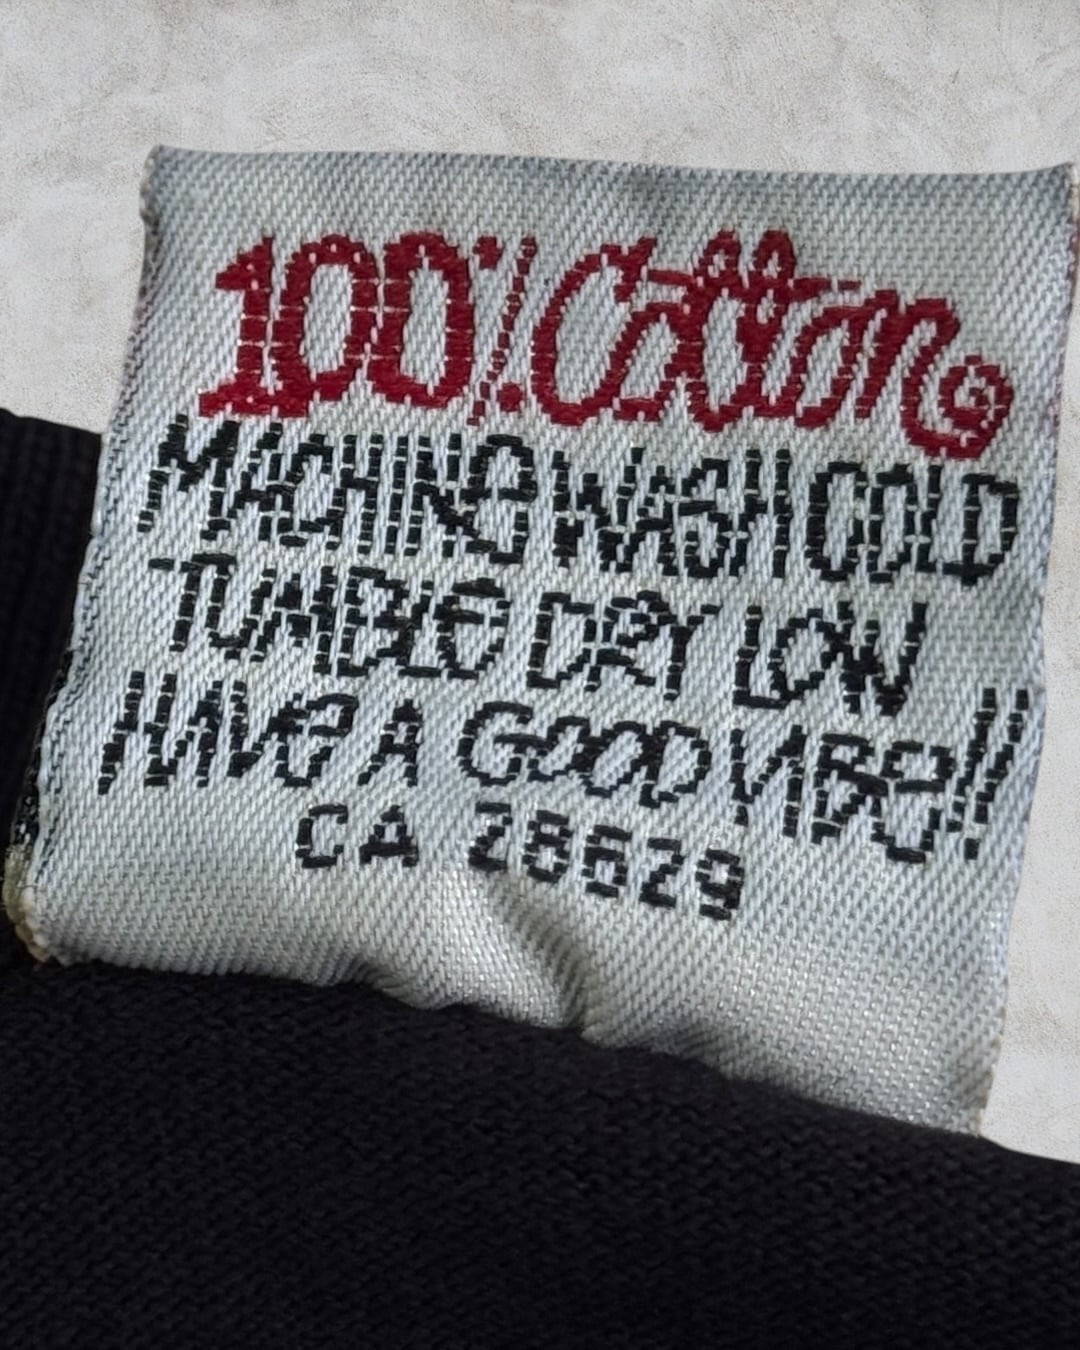 100% Cotton
MACHINe WASH COLD
TUMBLe DRY LOW
HAVe A GOOD VIBe!!
CA 28629